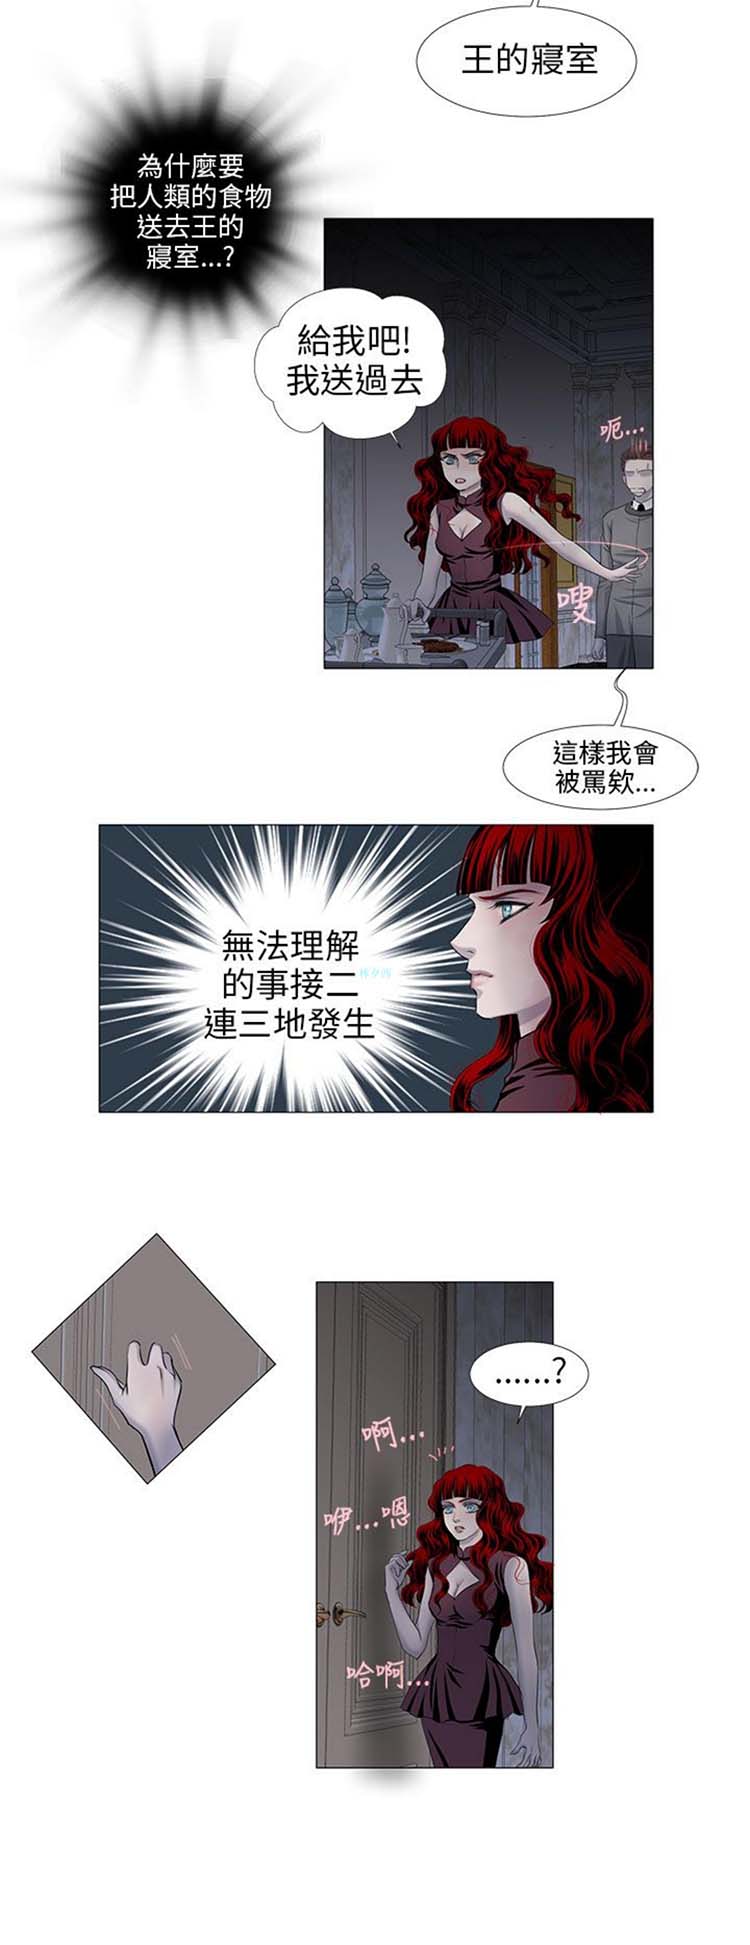 王的寢室
為什麼要
把人類的食物
送去王的
寢室...?
給我吧!
我送過去
呃...
嗖
這樣我會
被罵欸...
無法理解
的事接二
連三地發生
......?
啊...
咿...嗯
哈啊...